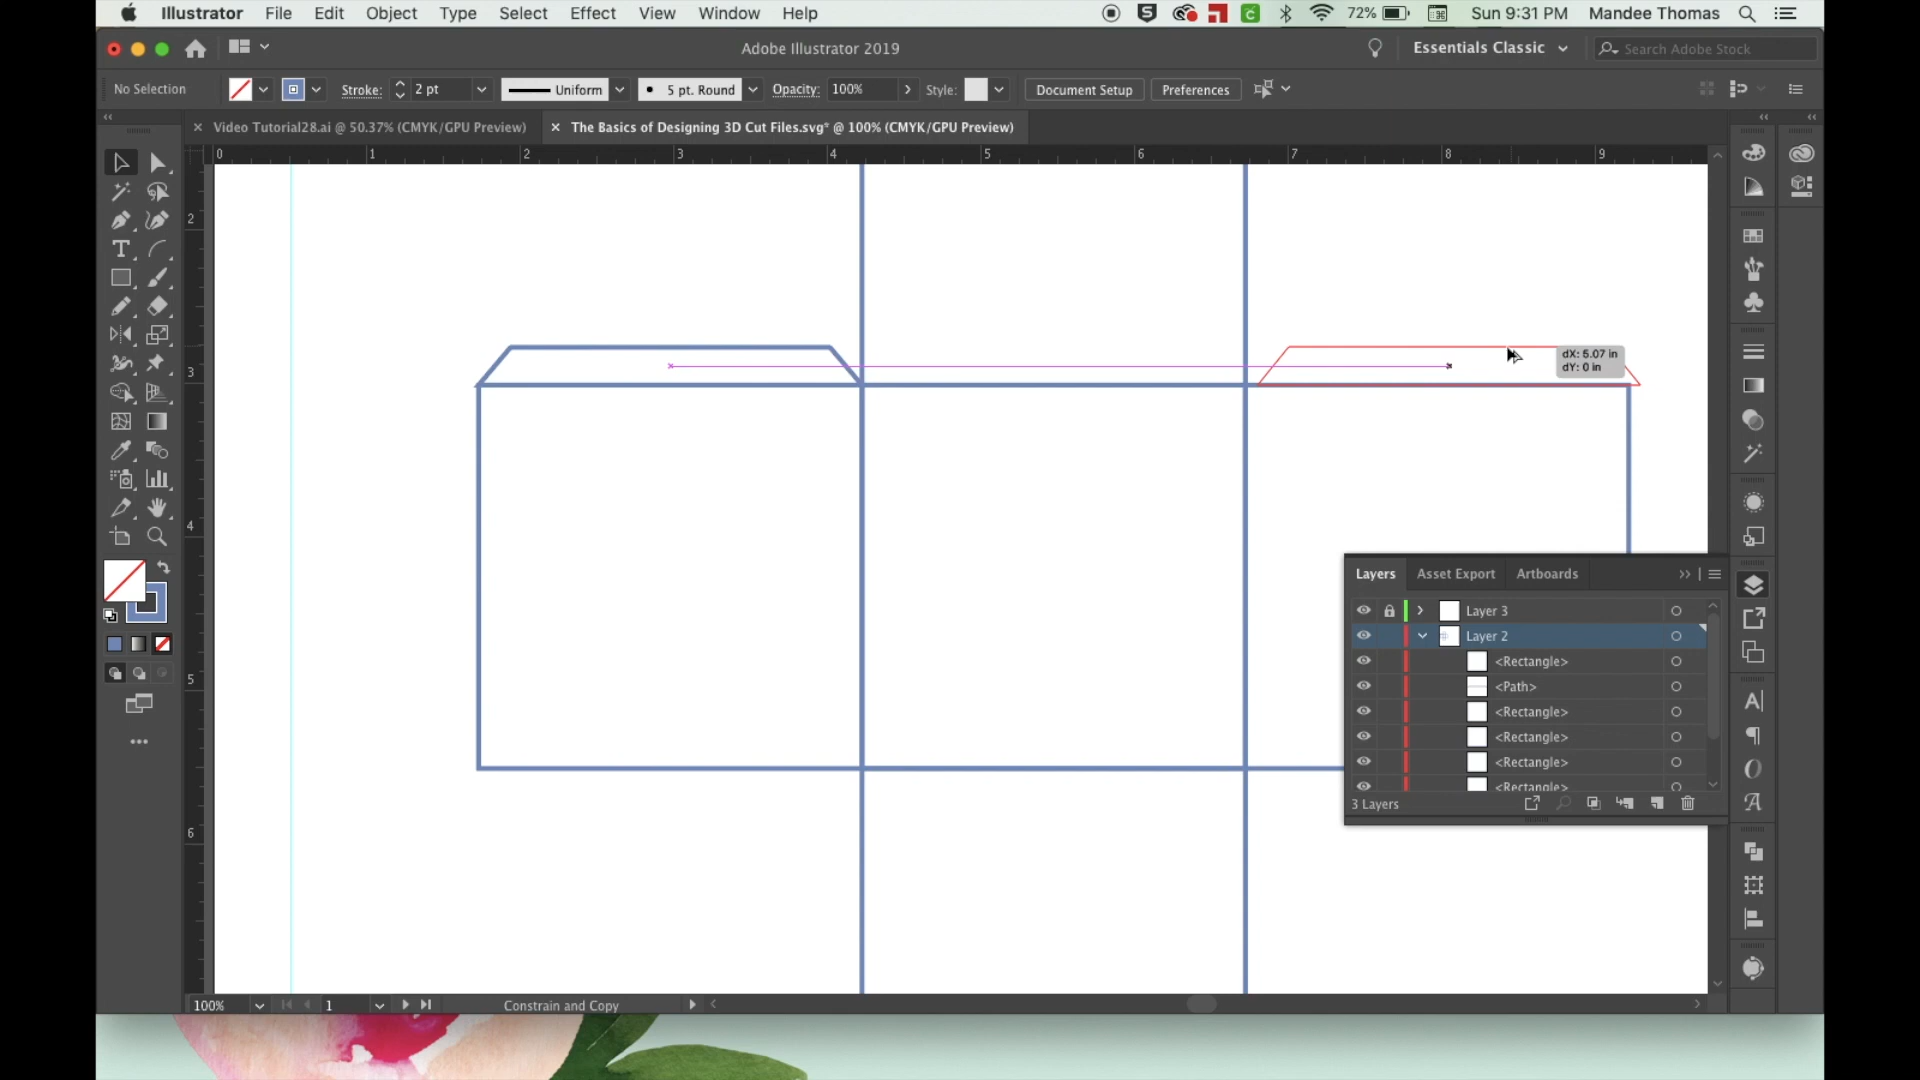 Illustrator File Edit Object Type Select Effect View Window Help 72% Sun 9:31 PM Mandee Thomas
Adobe Illustrator 2019 Essentials Classic Search Adobe Stock
No Selection Stroke: 2 pt Uniform 5 pt. Round Opacity: 100% Style: Document Setup Preferences
Video Tutorial28.ai @ 50.37% (CMYK/GPU Preview) The Basics of Designing 3D Cut Files.svg* @ 100% (CMYK/GPU Preview)
0 1 2 3 4 5 6 7 8 9
2
3
4
5
6
dX: 5.07 in
dY: 0 in
Layers Asset Export Artboards
Layer 3
Layer 2
<Rectangle>
<Path>
<Rectangle>
<Rectangle>
<Rectangle>
<Rectangle>
3 Layers
100% 1 Constrain and Copy